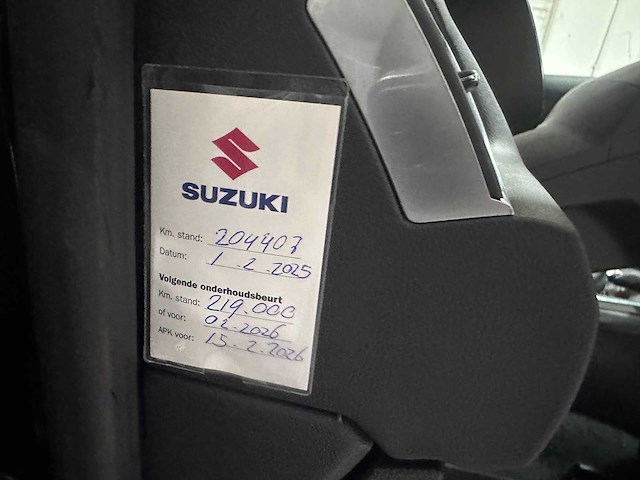 SUZUKI
Km. stand: 204407
Datum: 1 2 2025
Volgende onderhoudsbeurt
Km. stand: 219.000
of voor: 02-2026
APK voor: 15-2-2026